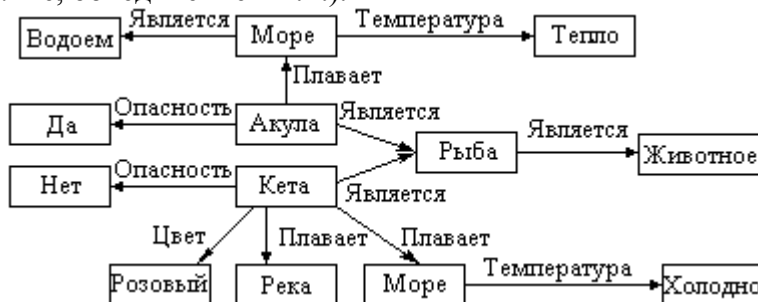 Является
Температура
Водоем
Море
Тепло
Плавает
Опасность
Является
Да
Акула
Является
Рыба
Животное
Опасность
Нет
Кета
Является
Цвет
Плавает
Плавает
Розовый
Река
Море
Температура
Холодно